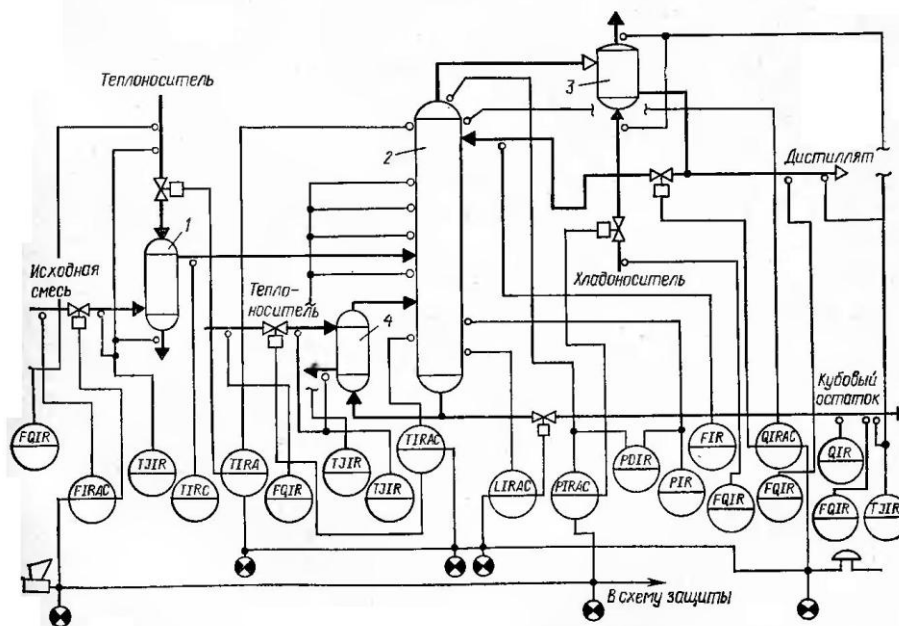 Теплоноситель
3
2
Дистиллят
1
Исходная
смесь
Тепло-
носитель
Хладоноситель
4
Кубовый
остаток
FQIR
FIRAC
TJIR
TIRC
TIRA
FQIR
TJIR
TJIR
TIRAC
LIRAC
PIRAC
PDIR
PIR
FIR
FQIR
QIRAC
FQIR
QIR
FQIR
TJIR
В схему защиты